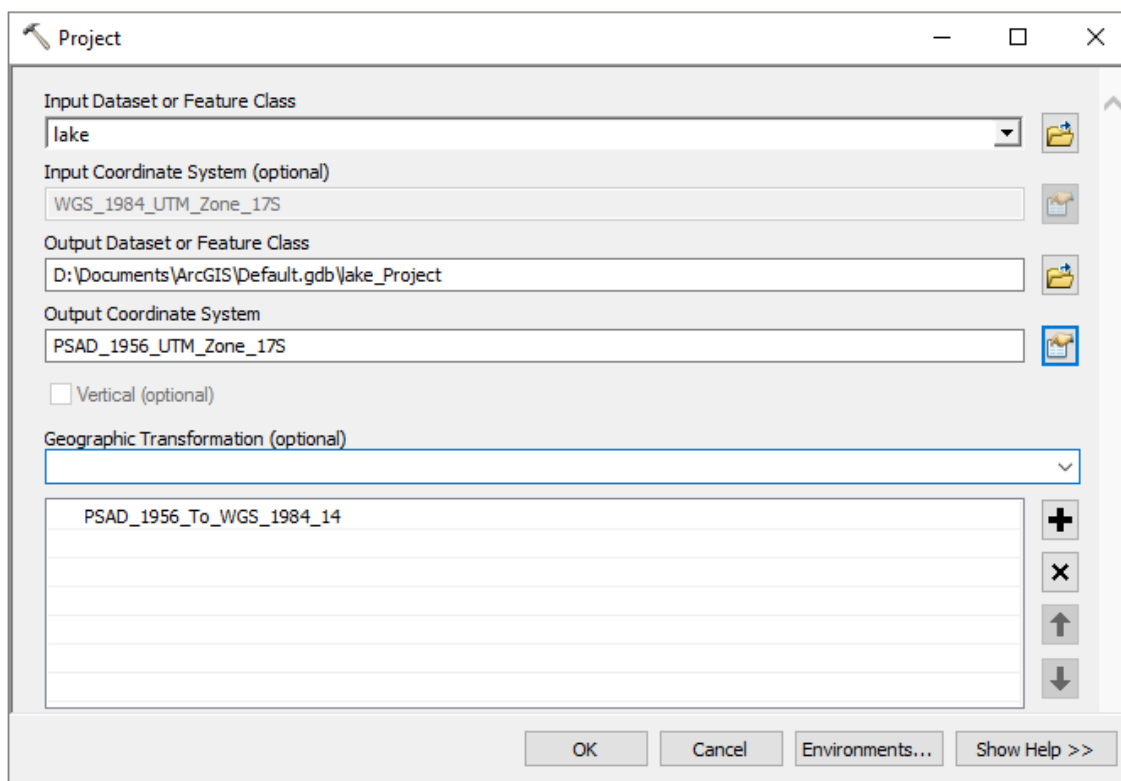 Project
Input Dataset or Feature Class
lake
Input Coordinate System (optional)
WGS_1984_UTM_Zone_17S
Output Dataset or Feature Class
D:\Documents\ArcGIS\Default.gdb\lake_Project
Output Coordinate System
PSAD_1956_UTM_Zone_17S
Vertical (optional)
Geographic Transformation (optional)
PSAD_1956_To_WGS_1984_14
OK Cancel Environments... Show Help >>